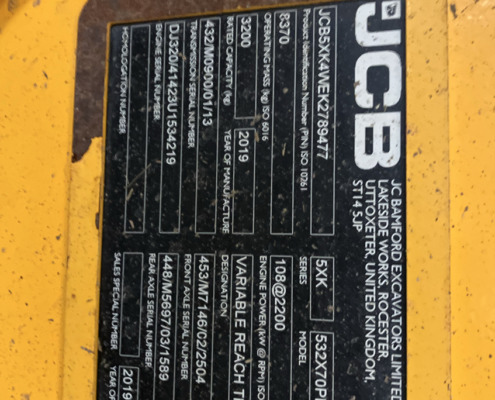 JCB
JC BAMFORD EXCAVATORS LIMITED
LAKESIDE WORKS, ROCESTER,
UTTOXETER, UNITED KINGDOM,
ST14 5JP
JCB5XK4WEK2789477
Product Identification Number (PIN) ISO 10261
8370
OPERATING MASS (kg) ISO 6016
3200
RATED CAPACITY (kg)
2019
YEAR OF MANUFACTURE
432/M0900/01/13
TRANSMISSION SERIAL NUMBER
DJ320/41423U1534219
ENGINE SERIAL NUMBER
HOMOLOGATION NUMBER
5XK
SERIES
532X70P
MODEL
108@2200
ENGINE POWER (kW @ RPM) ISO
VARIABLE REACH T
DESIGNATION
453/M7146/02/2504
FRONT AXLE SERIAL NUMBER
448/M5697/03/1589
REAR AXLE SERIAL NUMBER
SALES SPECIAL NUMBER
2019
YEAR OF